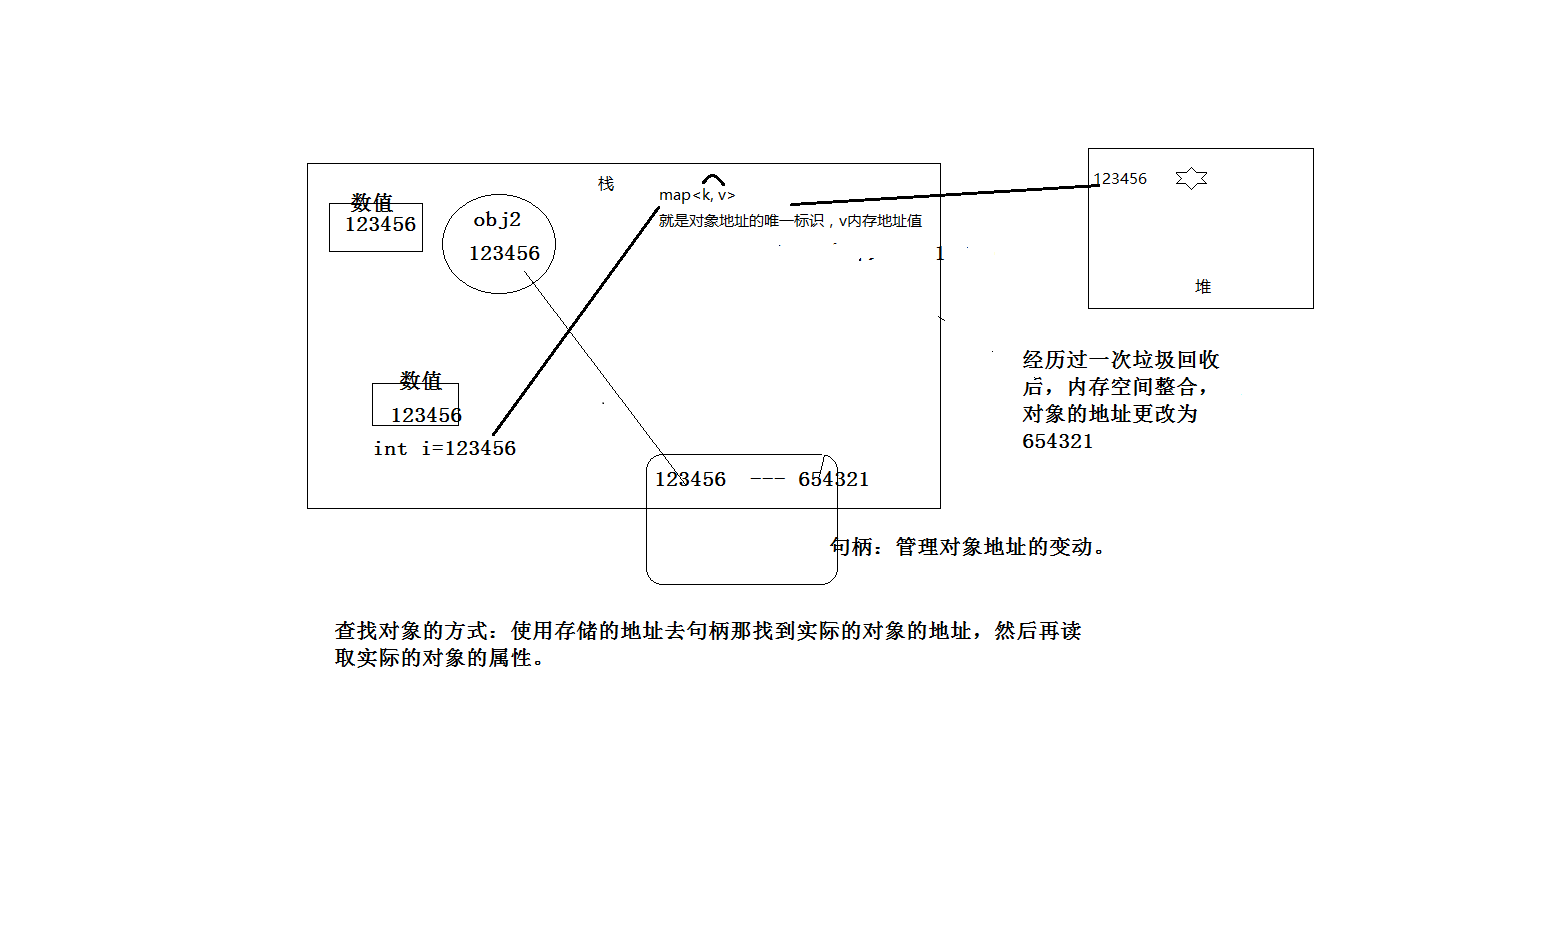 栈
数值
123456
obj2
123456
map<k, v>
就是对象地址的唯一标识，v内存地址值
1
数值
123456
int i=123456
123456 --- 654321
123456
堆
经历过一次垃圾回收
后，内存空间整合，
对象的地址更改为
654321
句柄：管理对象地址的变动。
查找对象的方式：使用存储的地址去句柄那找到实际的对象的地址，然后再读
取实际的对象的属性。